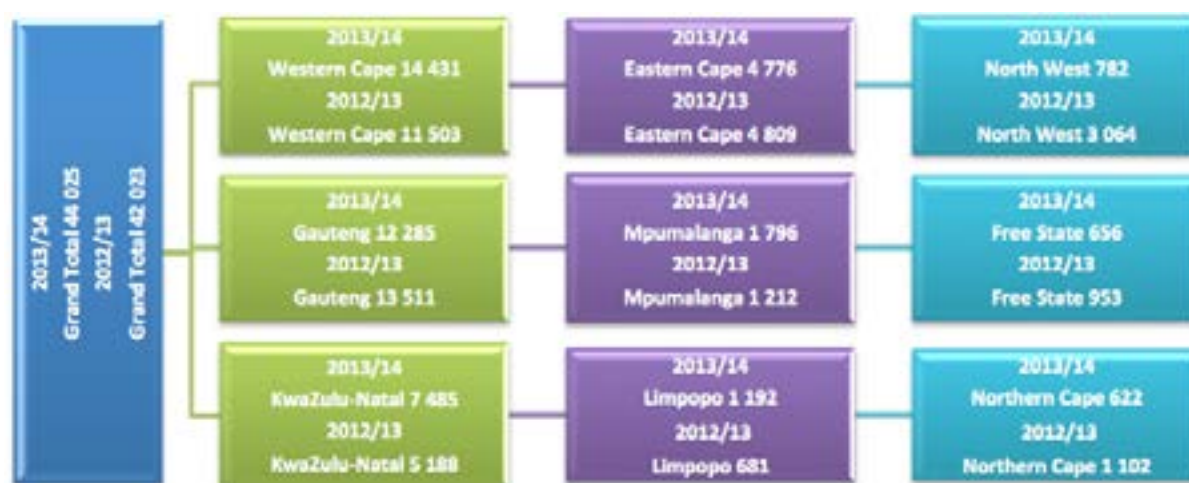 2013/14
Grand Total 44 025
2012/13
Grand Total 42 023
2013/14
Western Cape 14 431
2012/13
Western Cape 11 503
2013/14
Eastern Cape 4 776
2012/13
Eastern Cape 4 809
2013/14
North West 782
2012/13
North West 3 064
2013/14
Gauteng 12 285
2012/13
Gauteng 13 511
2013/14
Mpumalanga 1 796
2012/13
Mpumalanga 1 212
2013/14
Free State 656
2012/13
Free State 953
2013/14
KwaZulu-Natal 7 485
2012/13
KwaZulu-Natal 5 188
2013/14
Limpopo 1 192
2012/13
Limpopo 681
2013/14
Northern Cape 622
2012/13
Northern Cape 1 102